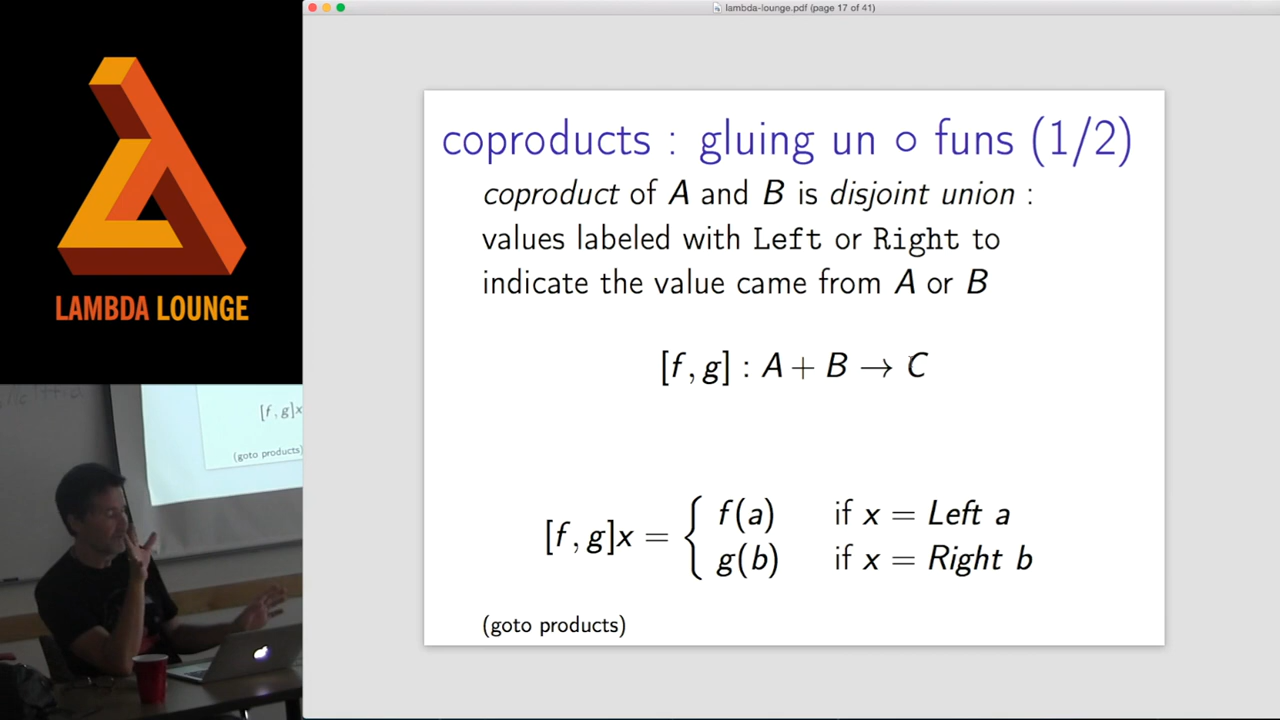 lambda-lounge.pdf (page 17 of 41)
LAMBDA LOUNGE
coproducts : gluing un ∘ funs (1/2)
coproduct of A and B is disjoint union :
values labeled with Left or Right to
indicate the value came from A or B
[f, g] : A + B → C
[f, g]x = { f(a) if x = Left a
g(b) if x = Right b
(goto products)
[f, g]x
(goto products)